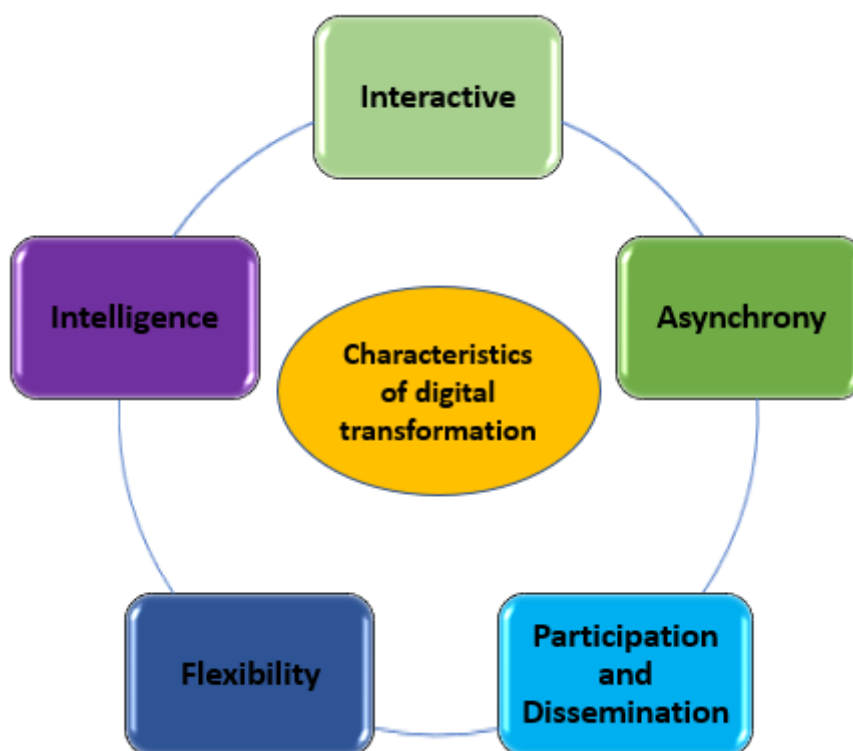 Interactive
Intelligence
Asynchrony
Characteristics
of digital
transformation
Flexibility
Participation
and
Dissemination